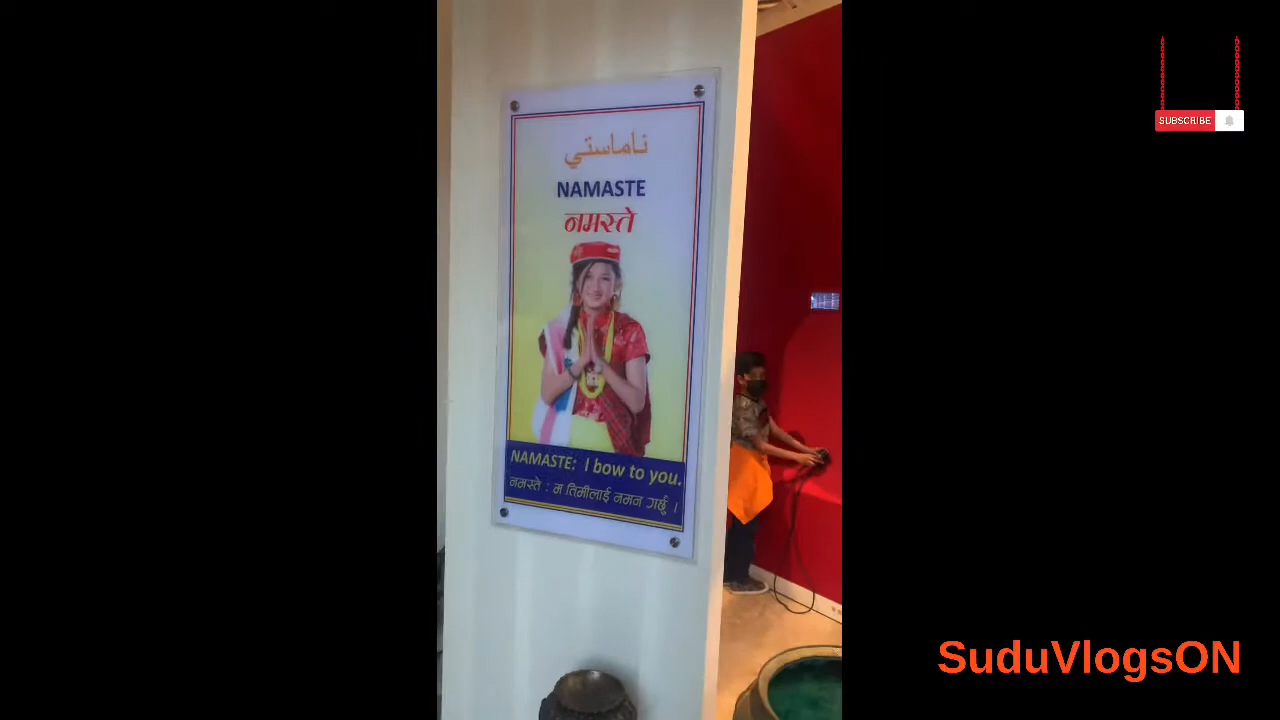 ناماستي
NAMASTE
नमस्ते
NAMASTE: I bow to you.
नमस्ते : म तिमीलाई नमन गर्छु ।
SUBSCRIBE
SuduVlogsON